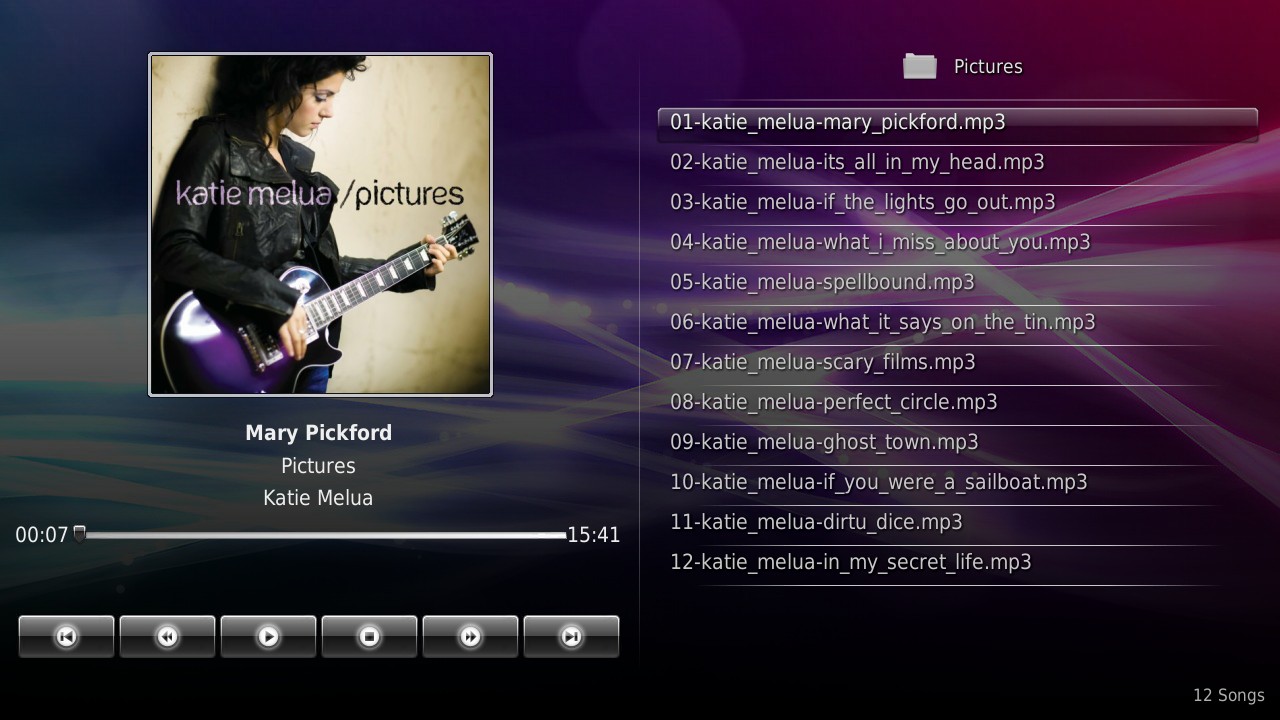 katie melua /pictures
Mary Pickford
Pictures
Katie Melua
00:07 15:41
Pictures
01-katie_melua-mary_pickford.mp3
02-katie_melua-its_all_in_my_head.mp3
03-katie_melua-if_the_lights_go_out.mp3
04-katie_melua-what_i_miss_about_you.mp3
05-katie_melua-spellbound.mp3
06-katie_melua-what_it_says_on_the_tin.mp3
07-katie_melua-scary_films.mp3
08-katie_melua-perfect_circle.mp3
09-katie_melua-ghost_town.mp3
10-katie_melua-if_you_were_a_sailboat.mp3
11-katie_melua-dirtu_dice.mp3
12-katie_melua-in_my_secret_life.mp3
12 Songs